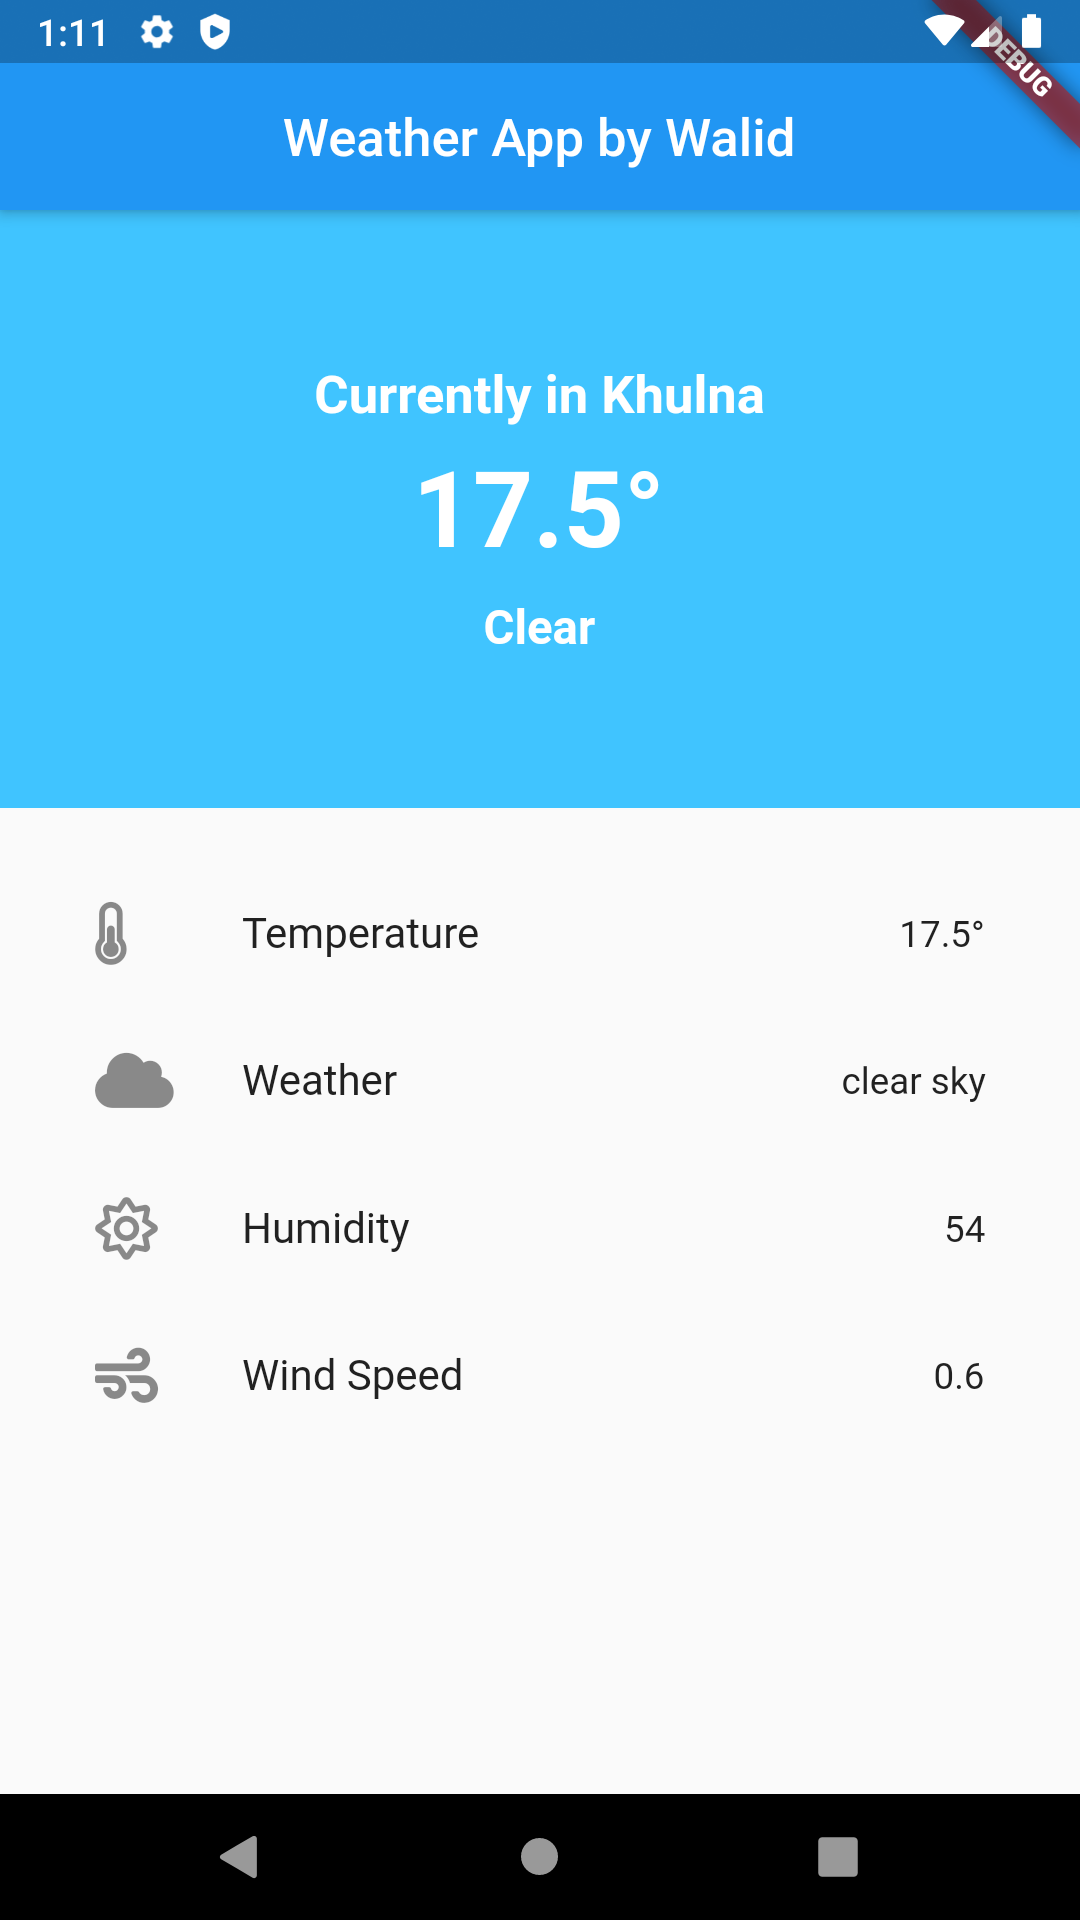 1:11
DEBUG
Weather App by Walid
Currently in Khulna
17.5°
Clear
Temperature 17.5°
Weather clear sky
Humidity 54
Wind Speed 0.6